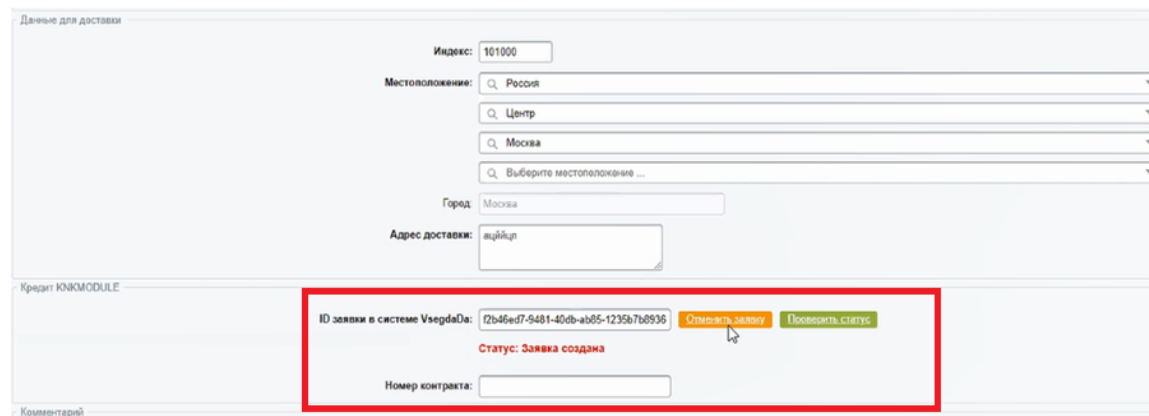 Данные для доставки
Индекс: 101000
Местоположение: Россия
Центр
Москва
Выберите местоположение ...
Город: Москва
Адрес доставки: ацййцп
Кредит KNKMODULE
ID заявки в системе VsegdaDa: f2b46ed7-9481-40db-ab85-1235b7b8936 Отменить заявку Проверить статус
Статус: Заявка создана
Номер контракта:
Комментарий